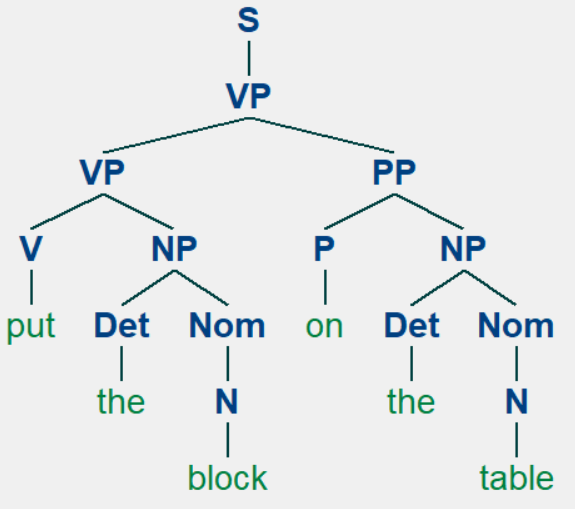 S
VP
VP PP
V NP P NP
put Det Nom on Det Nom
the N the N
block table